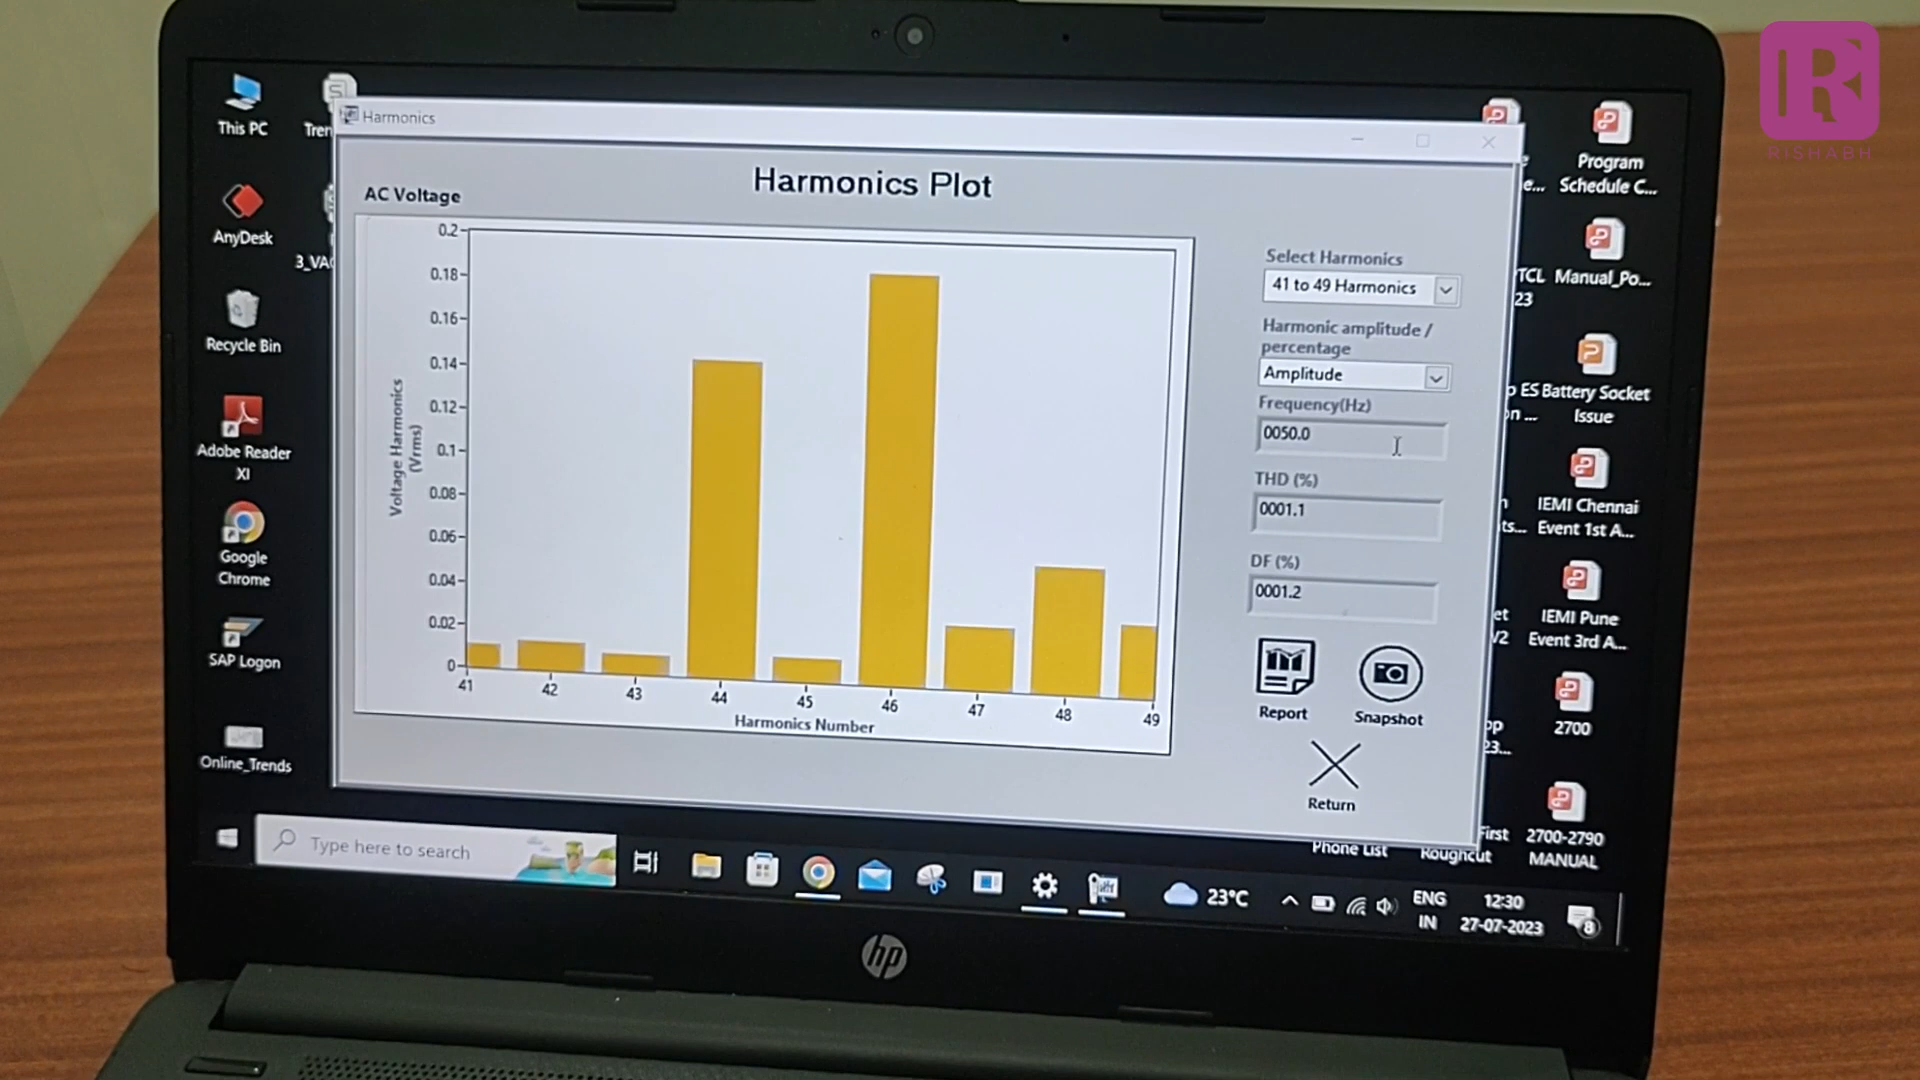 RISHABH
This PC
AnyDesk
3_VA
Recycle Bin
Adobe Reader
XI
Google
Chrome
SAP Logon
Online_Trends
Harmonics
Harmonics Plot
AC Voltage
0.2
0.18
0.16
0.14
0.12
0.1
0.08
0.06
0.04
0.02
0
Voltage Harmonics
(Vrms)
41 42 43 44 45 46 47 48 49
Harmonics Number
Select Harmonics
41 to 49 Harmonics
Harmonic amplitude /
percentage
Amplitude
Frequency(Hz)
0050.0
THD (%)
0001.1
DF (%)
0001.2
Report
Snapshot
Return
Program
Schedule C...
e...
TCL
23
Manual_Po...
ES
Battery Socket
Issue
IEMI Chennai
Event 1st A...
IEMI Pune
Event 3rd A...
2700
2700-2790
MANUAL
First
Phone List
Roughcut
Type here to search
23°C
ENG
IN
12:30
27-07-2023
8
hp